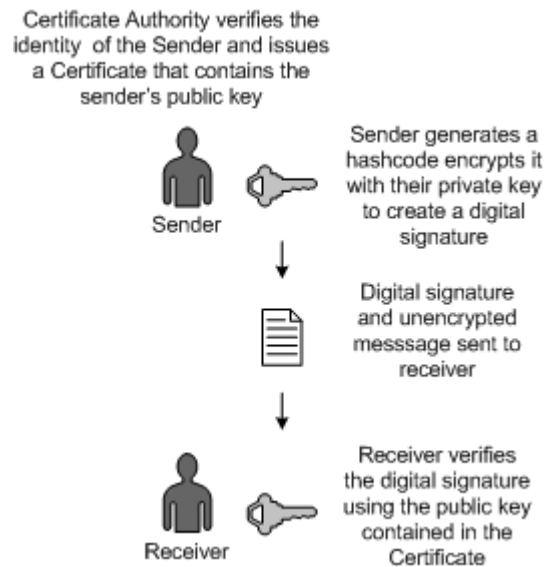 Certificate Authority verifies the
identity of the Sender and issues
a Certificate that contains the
sender's public key
Sender generates a
hashcode encrypts it
with their private key
to create a digital
signature
Sender
Digital signature
and unencrypted
messsage sent to
receiver
Receiver verifies
the digital signature
using the public key
contained in the
Certificate
Receiver